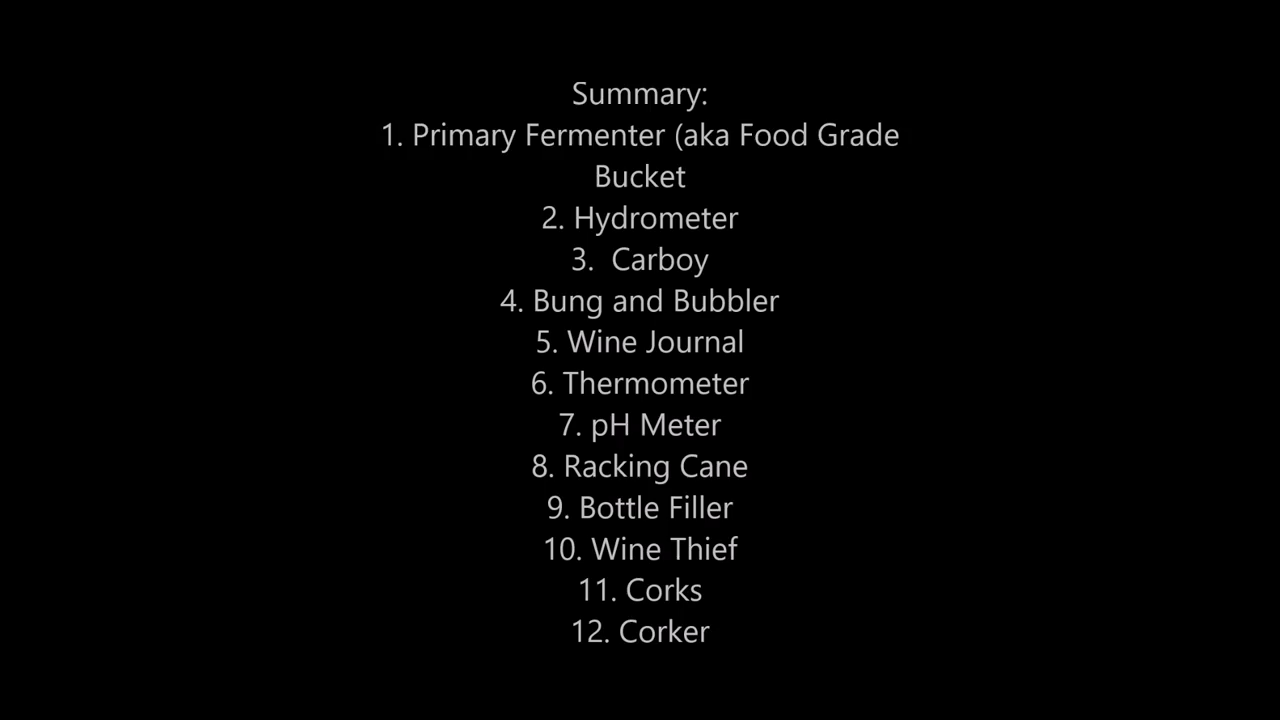 Summary:
1. Primary Fermenter (aka Food Grade
Bucket
2. Hydrometer
3.  Carboy
4. Bung and Bubbler
5. Wine Journal
6. Thermometer
7. pH Meter
8. Racking Cane
9. Bottle Filler
10. Wine Thief
11. Corks
12. Corker